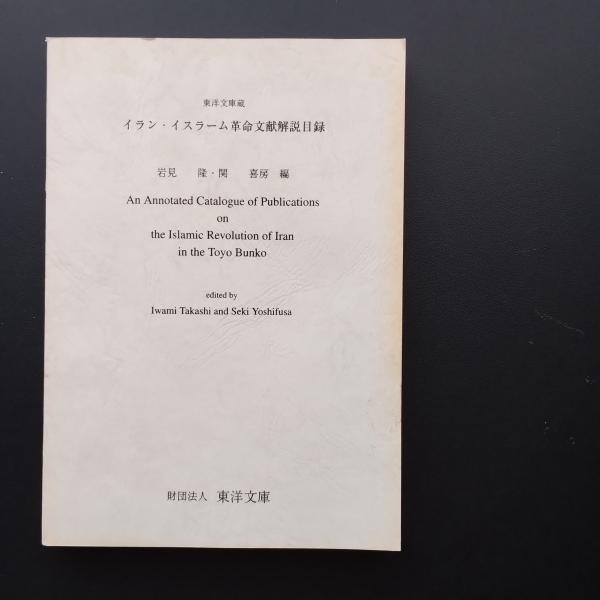 東洋文庫蔵
イラン・イスラーム革命文献解説目録
岩見 隆・関 喜房 編
An Annotated Catalogue of Publications
on
the Islamic Revolution of Iran
in the Toyo Bunko
edited by
Iwami Takashi and Seki Yoshifusa
財団法人 東洋文庫